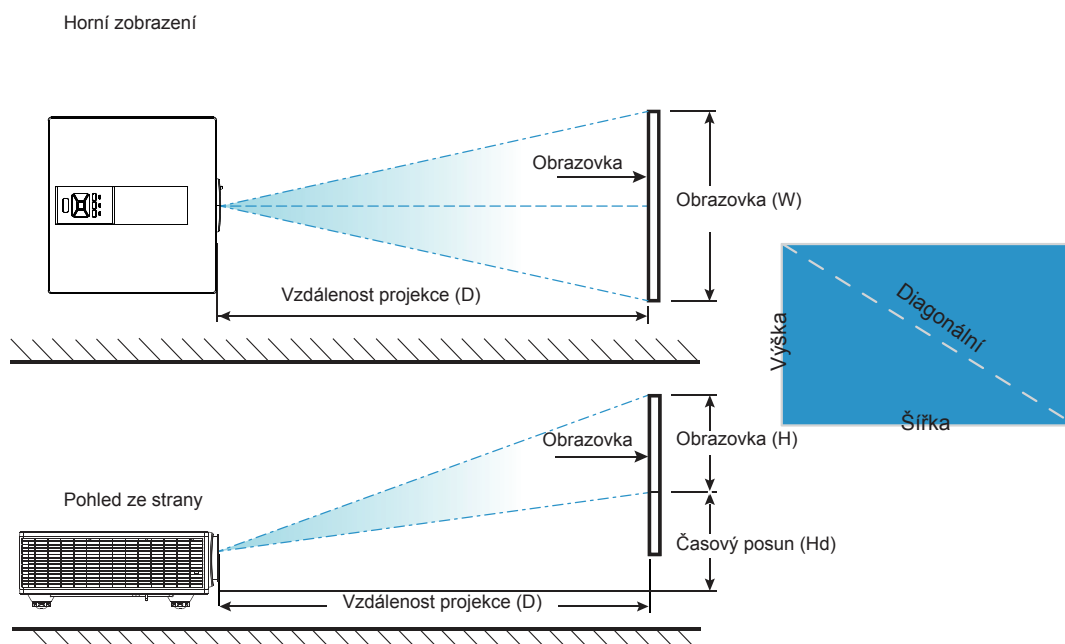 Horní zobrazení
Obrazovka
Obrazovka (W)
Vzdálenost projekce (D)
Výška
Diagonální
Šířka
Obrazovka
Obrazovka (H)
Pohled ze strany
Časový posun (Hd)
Vzdálenost projekce (D)